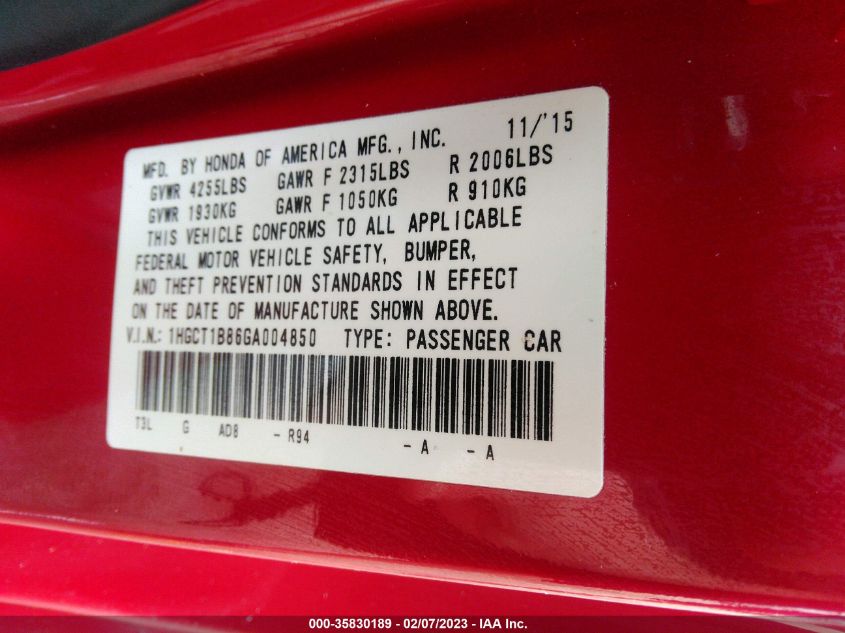 MFD. BY HONDA OF AMERICA MFG., INC. 11/'15
GVWR 4255LBS GAWR F 2315LBS R 2006LBS
GVWR 1930KG GAWR F 1050KG R 910KG
THIS VEHICLE CONFORMS TO ALL APPLICABLE
FEDERAL MOTOR VEHICLE SAFETY, BUMPER,
AND THEFT PREVENTION STANDARDS IN EFFECT
ON THE DATE OF MANUFACTURE SHOWN ABOVE.
V.I.N.: 1HGCT1B86GA004850 TYPE: PASSENGER CAR
T3L G AD8 - R94 - A - A
000-35830189 - 02/07/2023 - IAA Inc.